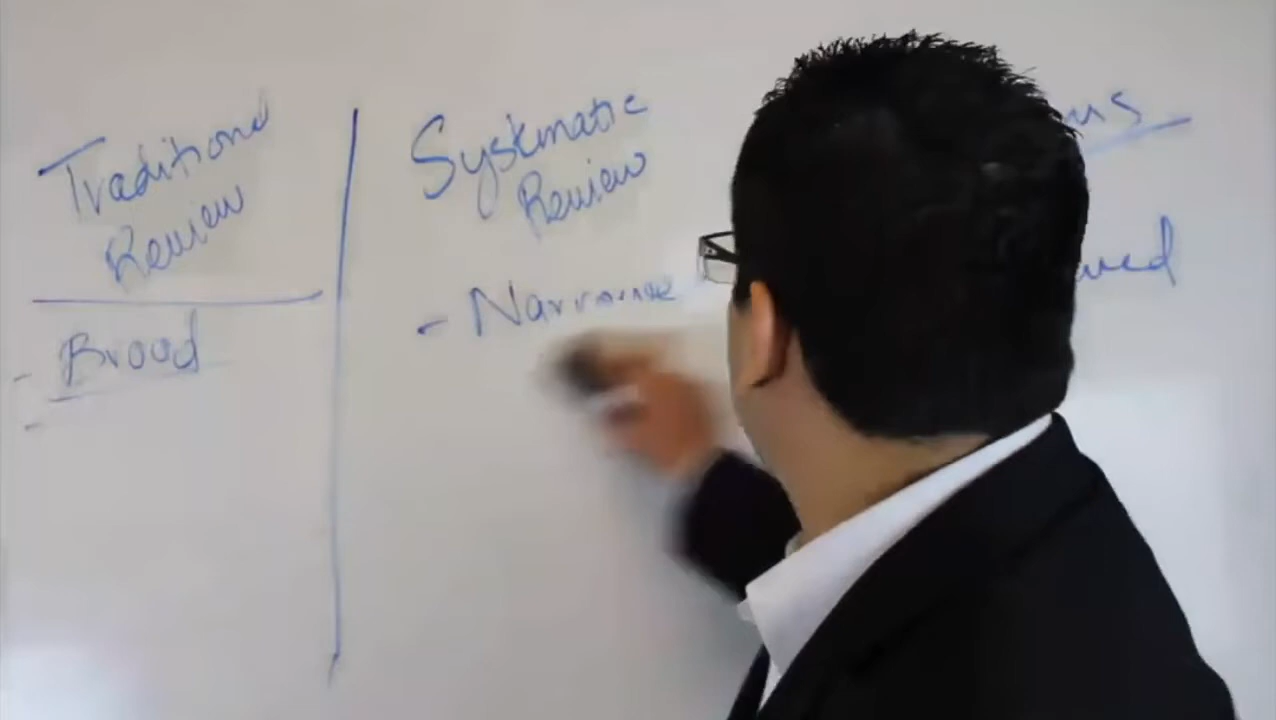 Traditional
Review
- Broad
-
Systematic
Review
- Narrow